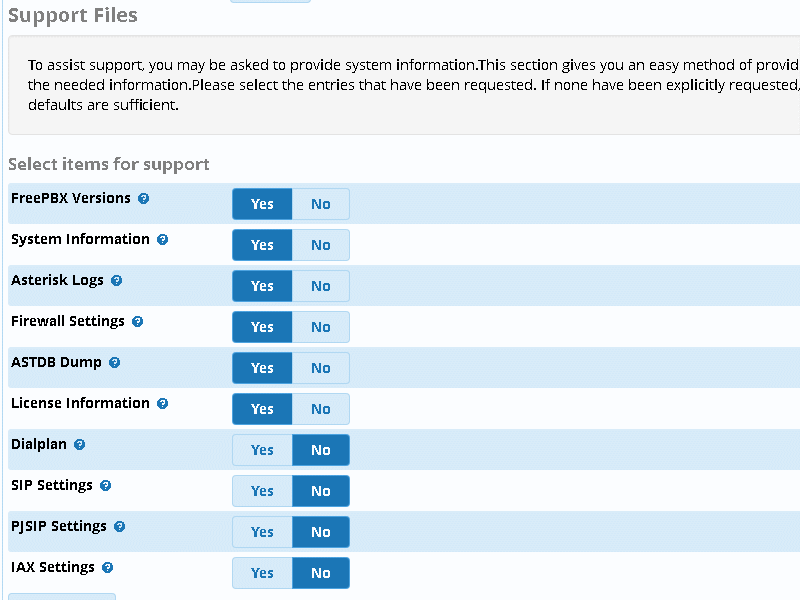 Support Files
To assist support, you may be asked to provide system information.This section gives you an easy method of provid
the needed information.Please select the entries that have been requested. If none have been explicitly requested,
defaults are sufficient.
Select items for support
FreePBX Versions ? Yes No
System Information ? Yes No
Asterisk Logs ? Yes No
Firewall Settings ? Yes No
ASTDB Dump ? Yes No
License Information ? Yes No
Dialplan ? Yes No
SIP Settings ? Yes No
PJSIP Settings ? Yes No
IAX Settings ? Yes No